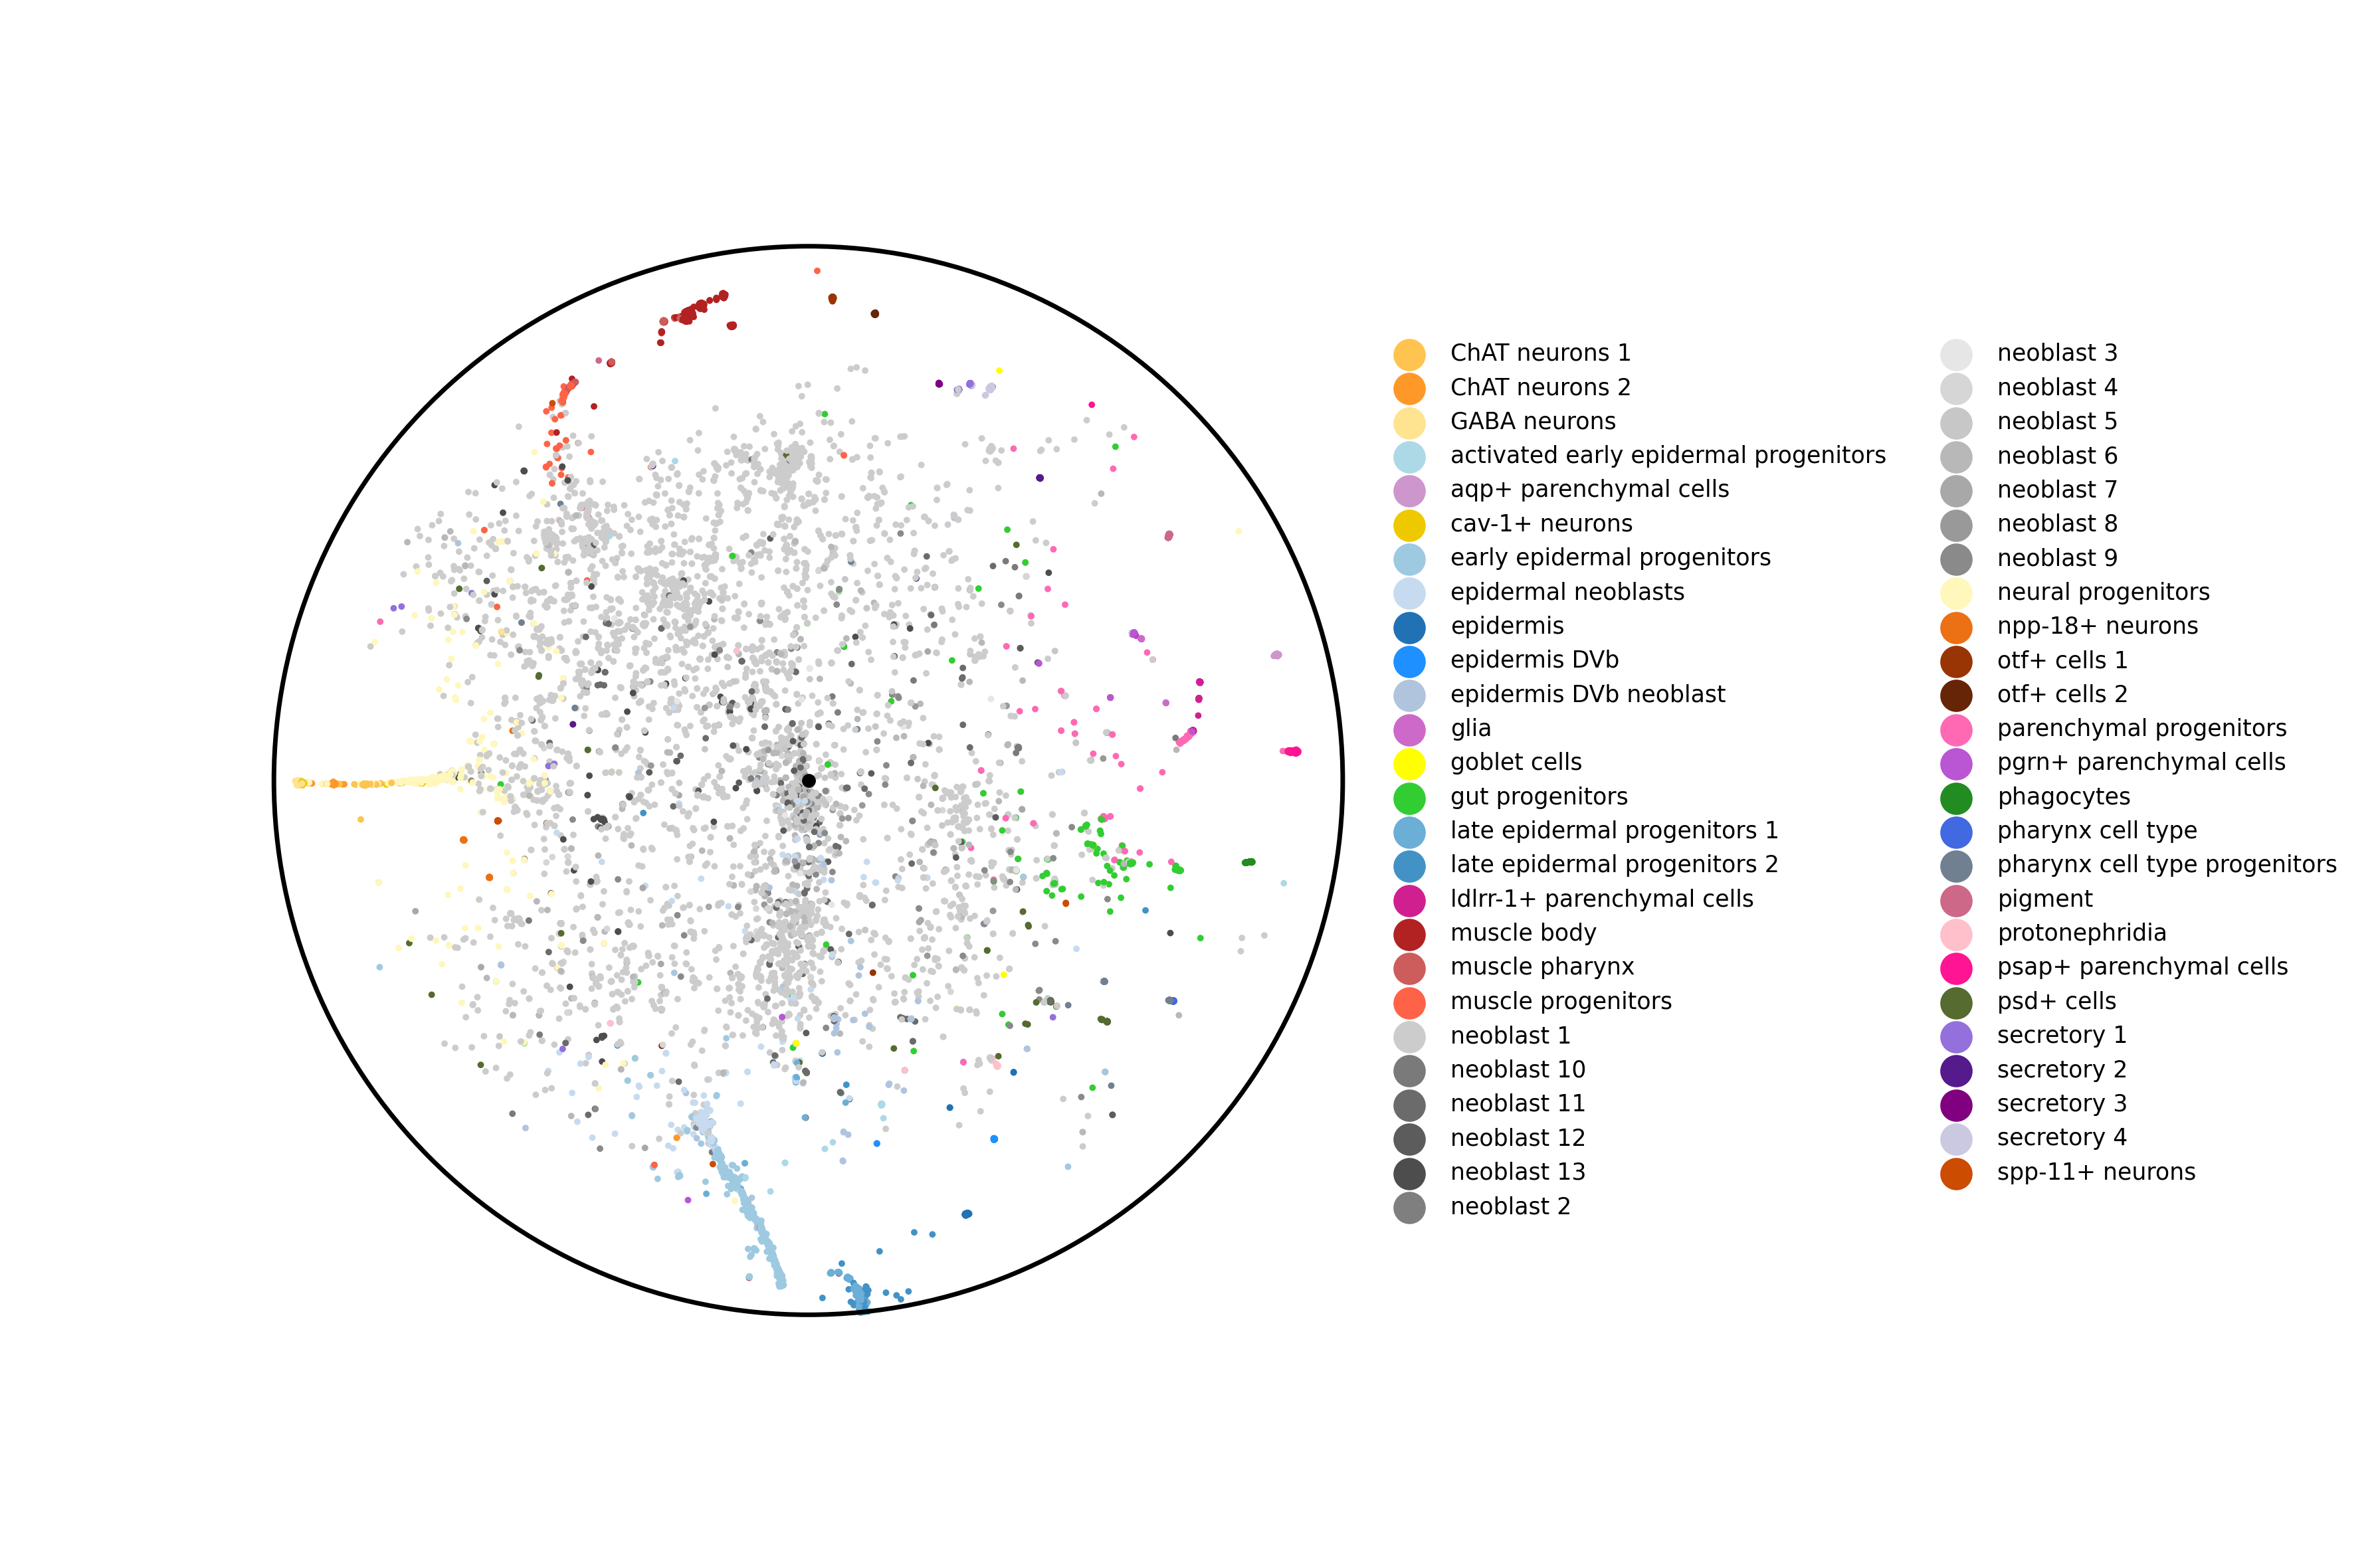 ChAT neurons 1
ChAT neurons 2
GABA neurons
activated early epidermal progenitors
aqp+ parenchymal cells
cav-1+ neurons
early epidermal progenitors
epidermal neoblasts
epidermis
epidermis DVb
epidermis DVb neoblast
glia
goblet cells
gut progenitors
late epidermal progenitors 1
late epidermal progenitors 2
ldlrr-1+ parenchymal cells
muscle body
muscle pharynx
muscle progenitors
neoblast 1
neoblast 10
neoblast 11
neoblast 12
neoblast 13
neoblast 2
neoblast 3
neoblast 4
neoblast 5
neoblast 6
neoblast 7
neoblast 8
neoblast 9
neural progenitors
npp-18+ neurons
otf+ cells 1
otf+ cells 2
parenchymal progenitors
pgrn+ parenchymal cells
phagocytes
pharynx cell type
pharynx cell type progenitors
pigment
protonephridia
psap+ parenchymal cells
psd+ cells
secretory 1
secretory 2
secretory 3
secretory 4
spp-11+ neurons